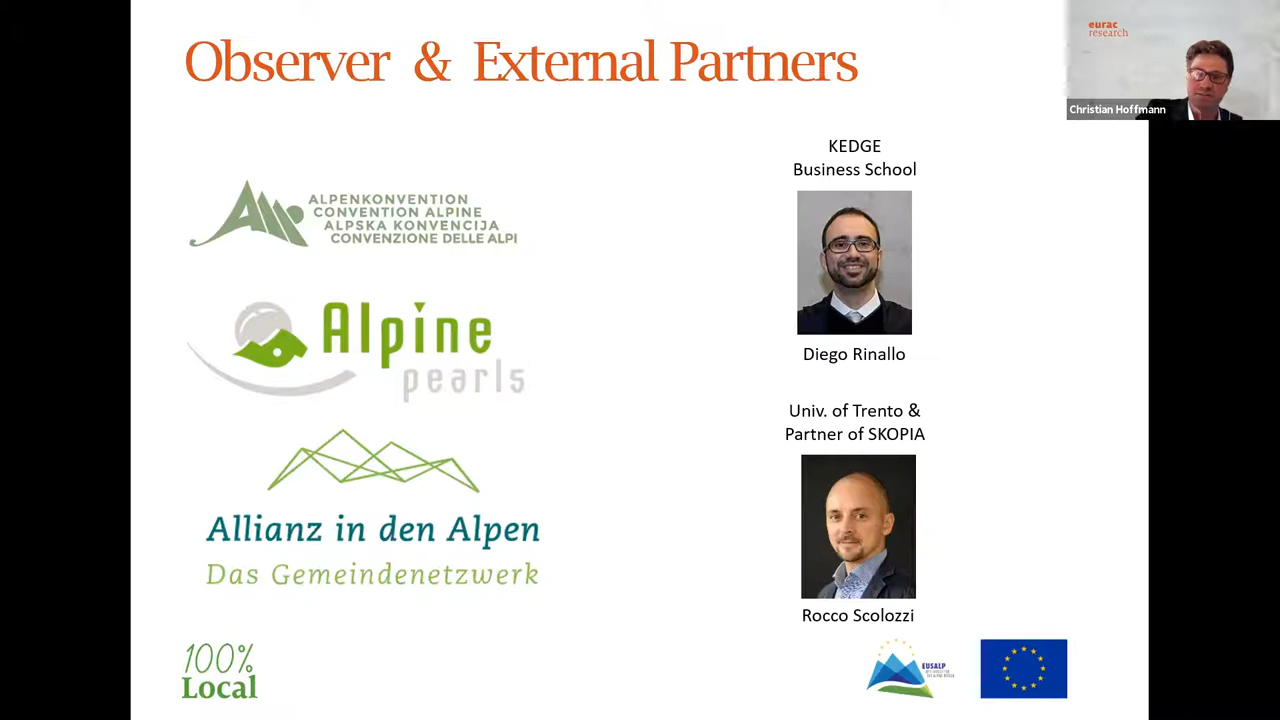 Observer & External Partners
eurac
research
Christian Hoffmann
ALPENKONVENTION
CONVENTION ALPINE
ALPSKA KONVENCIJA
CONVENZIONE DELLE ALPI
Alpine
pearls
Allianz in den Alpen
Das Gemeindenetzwerk
KEDGE
Business School
Diego Rinallo
Univ. of Trento &
Partner of SKOPIA
Rocco Scolozzi
100%
Local
EUSALP